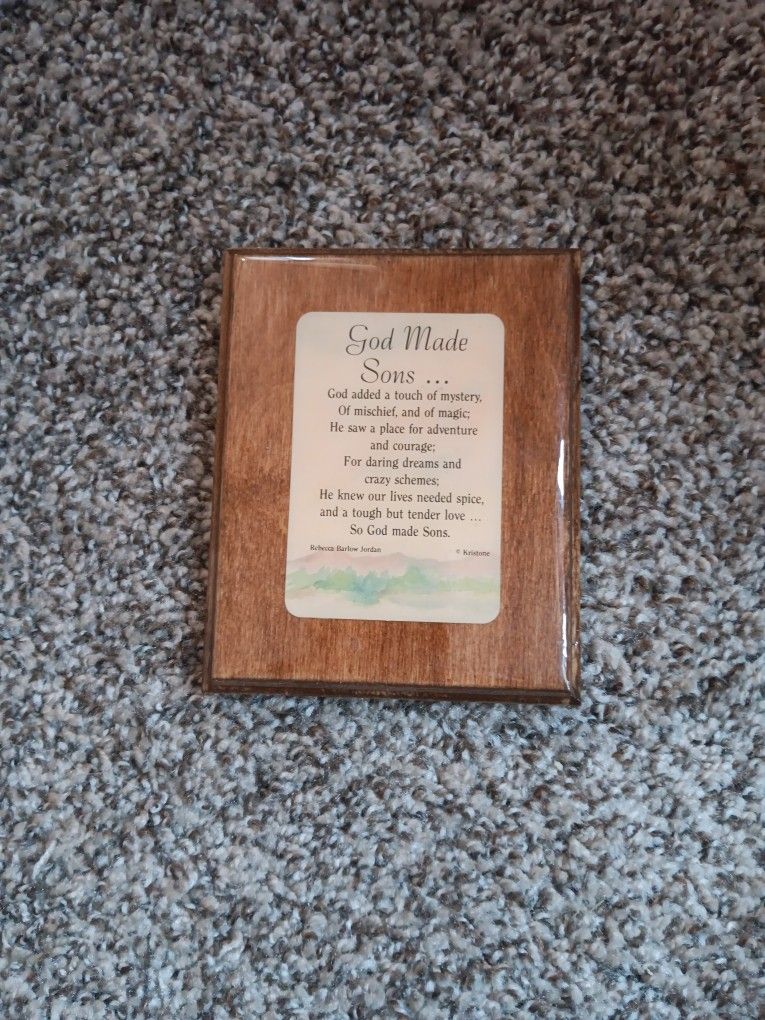 God Made
Sons ...
God added a touch of mystery,
Of mischief, and of magic;
He saw a place for adventure
and courage;
For daring dreams and
crazy schemes;
He knew our lives needed spice,
and a tough but tender love ...
So God made Sons.
Rebecca Barlow Jordan © Kristone